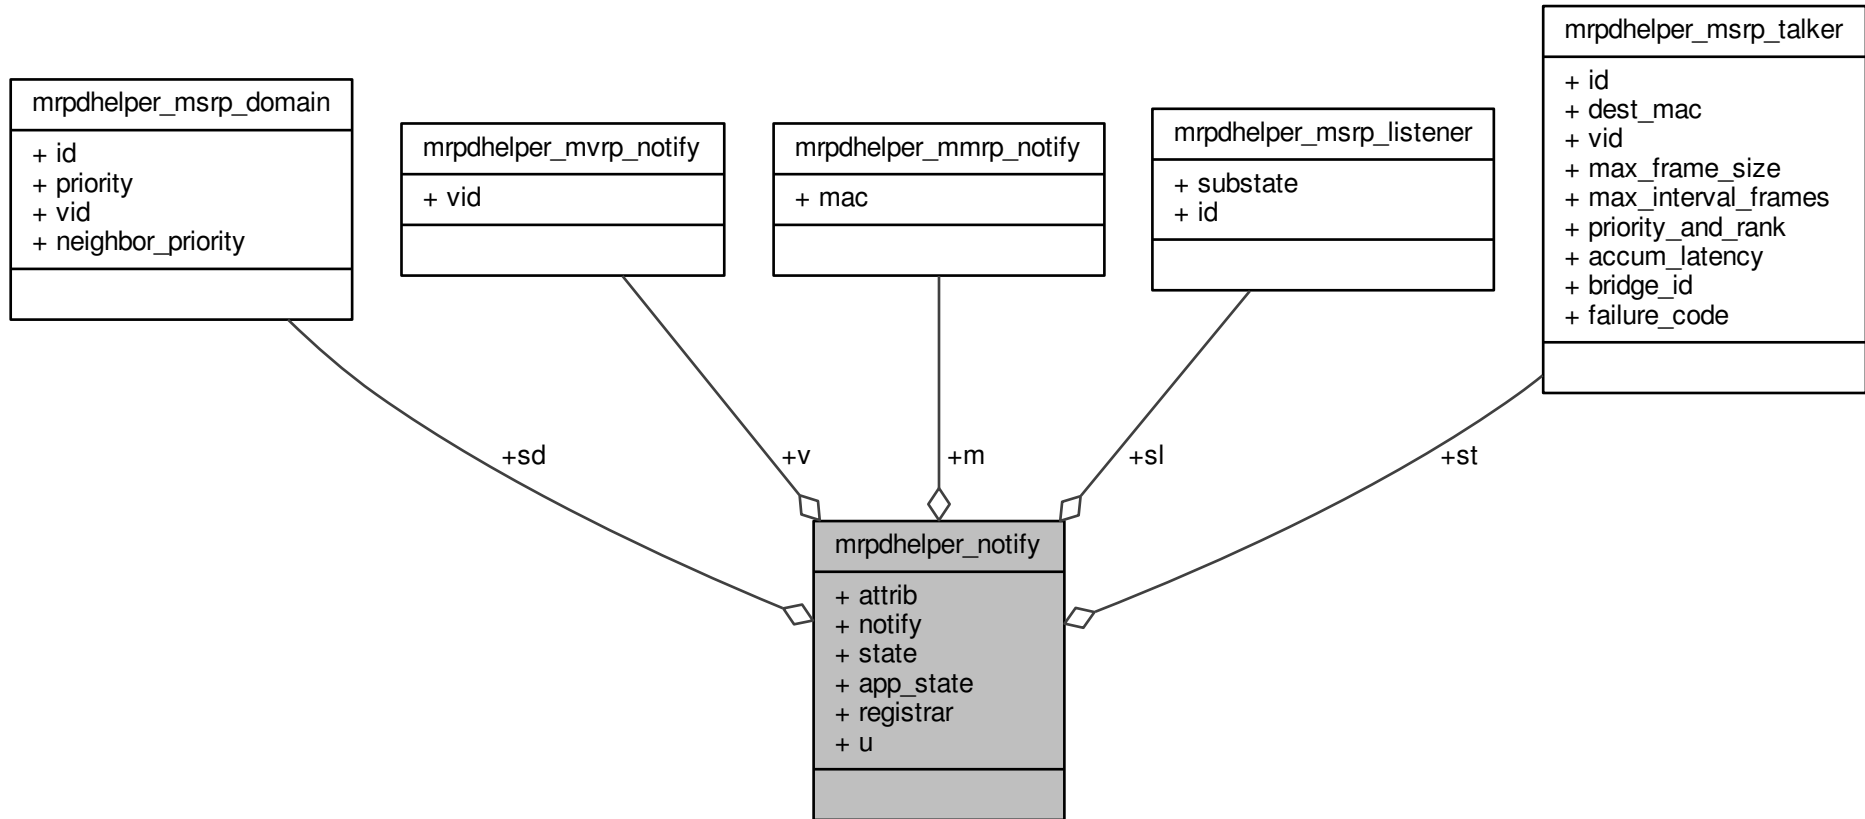 mrpdhelper_msrp_domain
+ id
+ priority
+ vid
+ neighbor_priority
mrpdhelper_mvrp_notify
+ vid
mrpdhelper_mmrp_notify
+ mac
mrpdhelper_msrp_listener
+ substate
+ id
mrpdhelper_msrp_talker
+ id
+ dest_mac
+ vid
+ max_frame_size
+ max_interval_frames
+ priority_and_rank
+ accum_latency
+ bridge_id
+ failure_code
+sd
+v
+m
+sl
+st
mrpdhelper_notify
+ attrib
+ notify
+ state
+ app_state
+ registrar
+ u